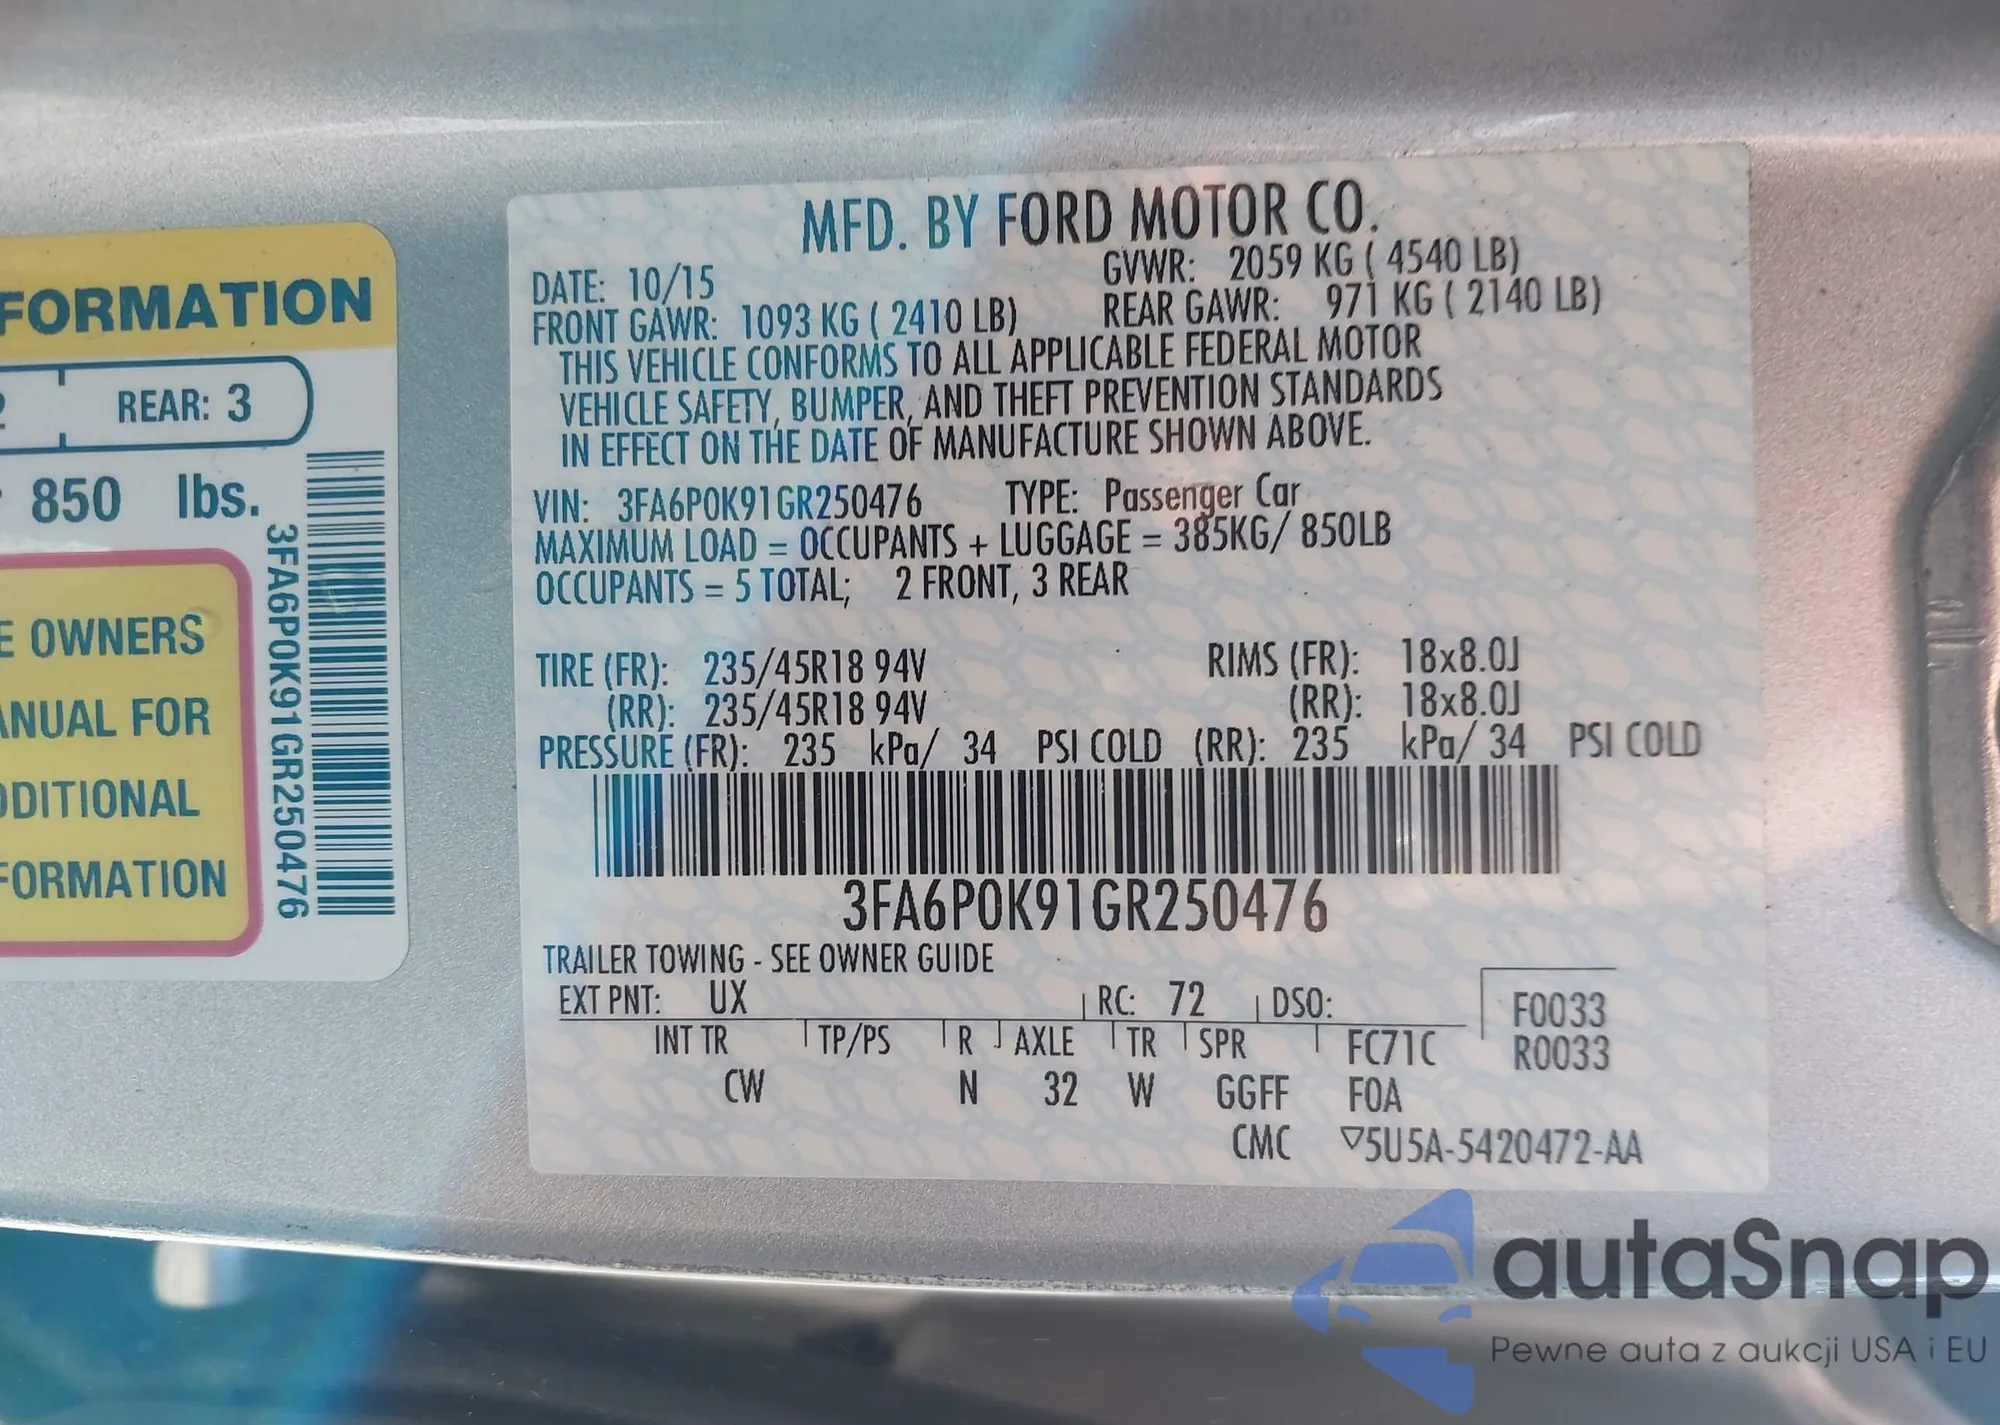 FORMATION
REAR: 3
850 lbs.
E OWNERS
ANUAL FOR
DDITIONAL
FORMATION
3FA6P0K91GR250476
MFD. BY FORD MOTOR CO.
DATE: 10/15 GVWR: 2059 KG ( 4540 LB)
FRONT GAWR: 1093 KG ( 2410 LB) REAR GAWR: 971 KG ( 2140 LB)
THIS VEHICLE CONFORMS TO ALL APPLICABLE FEDERAL MOTOR
VEHICLE SAFETY, BUMPER, AND THEFT PREVENTION STANDARDS
IN EFFECT ON THE DATE OF MANUFACTURE SHOWN ABOVE.
VIN: 3FA6P0K91GR250476 TYPE: Passenger Car
MAXIMUM LOAD = OCCUPANTS + LUGGAGE = 385KG/ 850LB
OCCUPANTS = 5 TOTAL; 2 FRONT, 3 REAR
TIRE (FR): 235/45R18 94V RIMS (FR): 18x8.0J
(RR): 235/45R18 94V (RR): 18x8.0J
PRESSURE (FR): 235 kPa/ 34 PSI COLD (RR): 235 kPa/ 34 PSI COLD
3FA6P0K91GR250476
TRAILER TOWING - SEE OWNER GUIDE
EXT PNT: UX RC: 72 DSO: F0033
INT TR TP/PS R AXLE TR SPR FC71C R0033
CW N 32 W GGFF F0A
CMC ▽5U5A-5420472-AA
autaSnap
Pewne auta z aukcji USA i EU